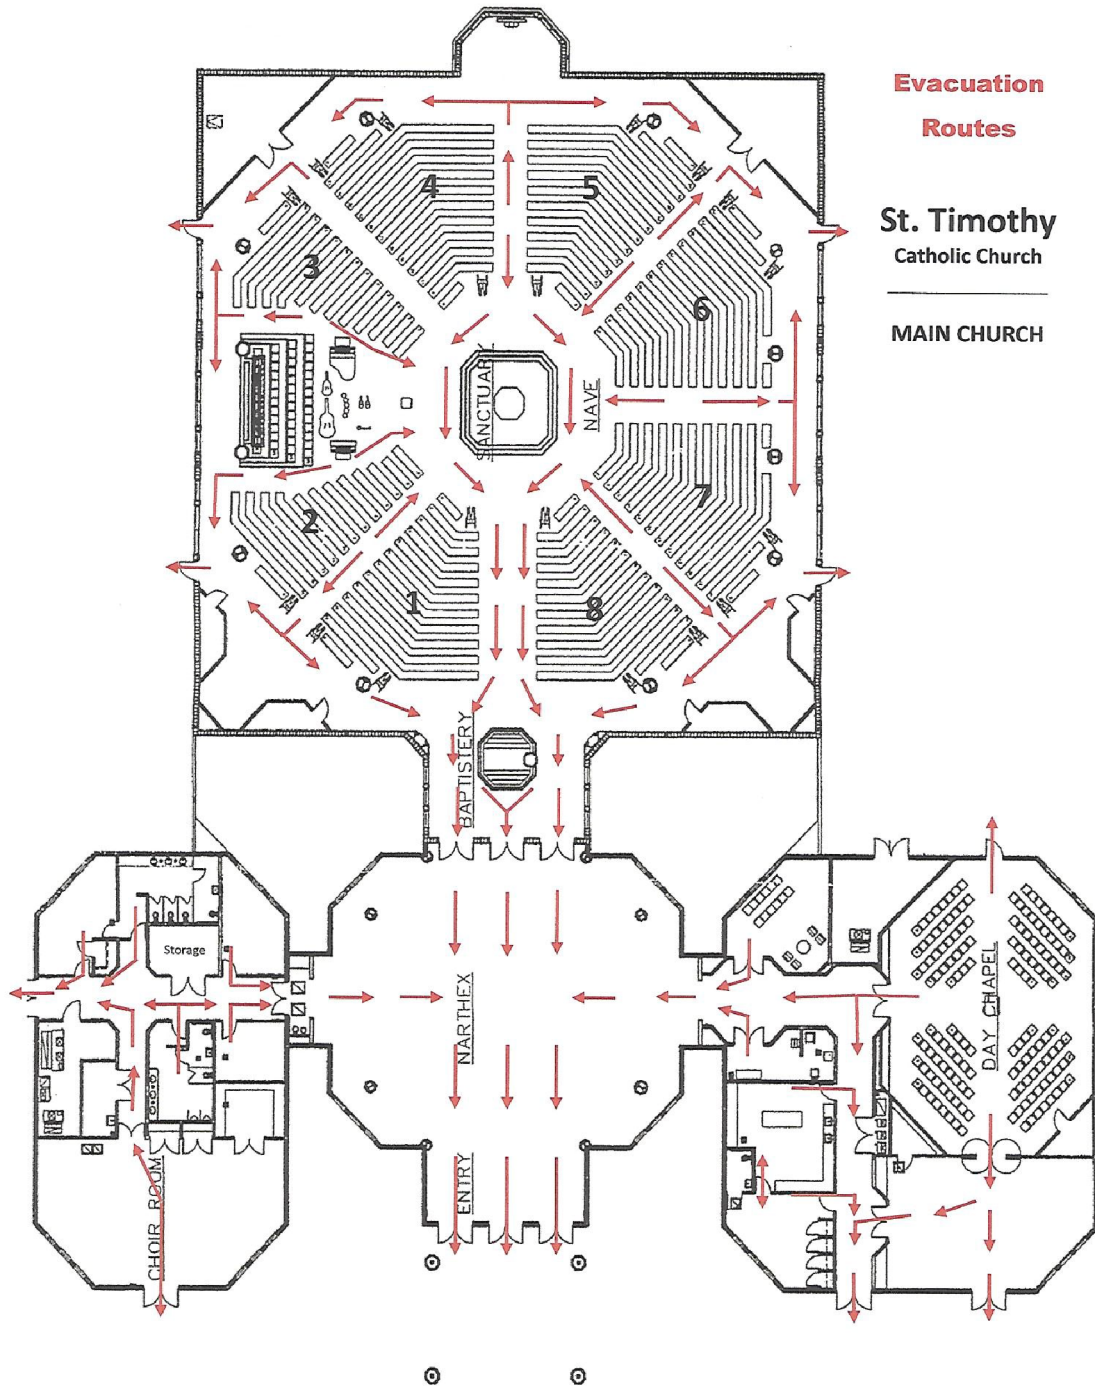 Evacuation
Routes
St. Timothy
Catholic Church
MAIN CHURCH
4
5
3
6
SANCTUARY
NAVE
2
7
1
8
BAPTISTERY
Storage
NARTHEX
DAY CHAPEL
CHOIR ROOM
ENTRY